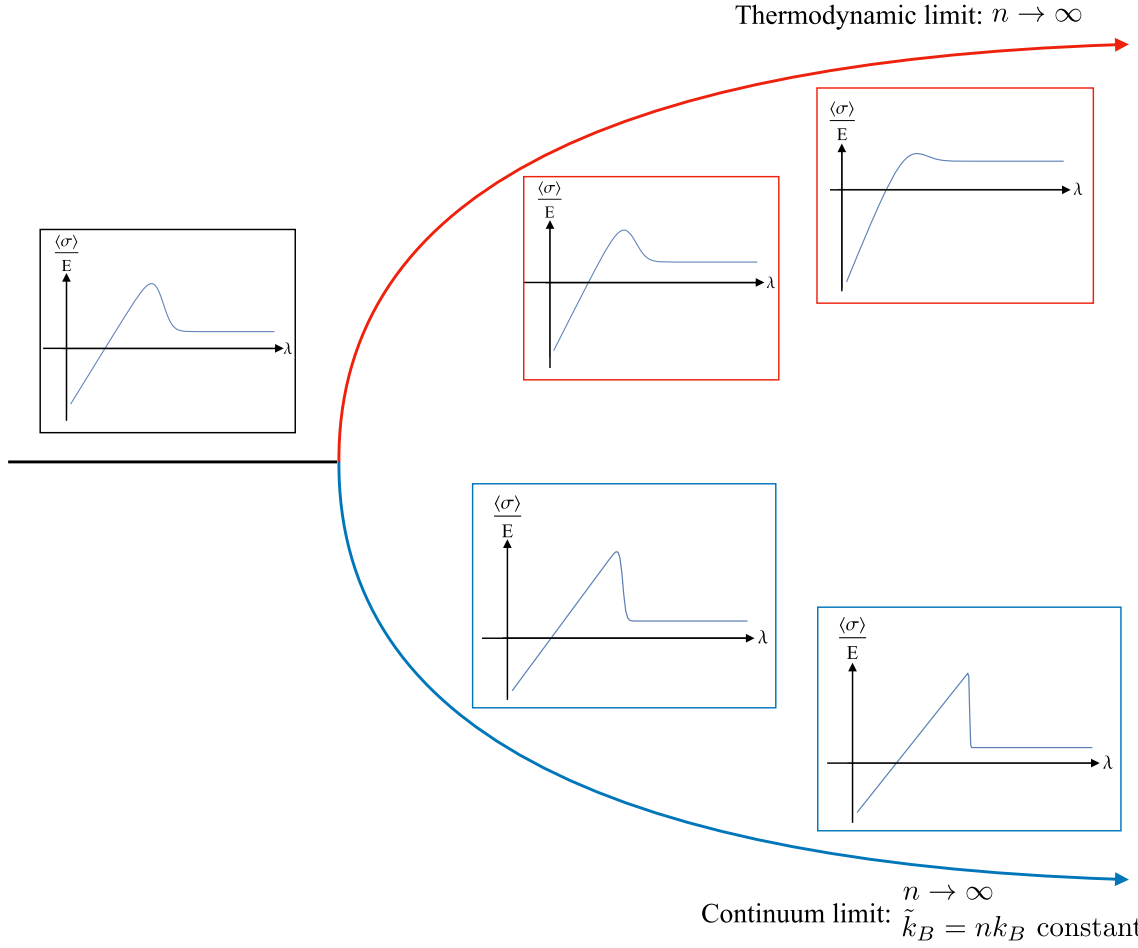 Thermodynamic limit: n → ∞
⟨σ⟩
E
λ
⟨σ⟩
E
λ
⟨σ⟩
E
λ
⟨σ⟩
E
λ
⟨σ⟩
E
λ
n → ∞
Continuum limit: k̃_B = nk_B constant